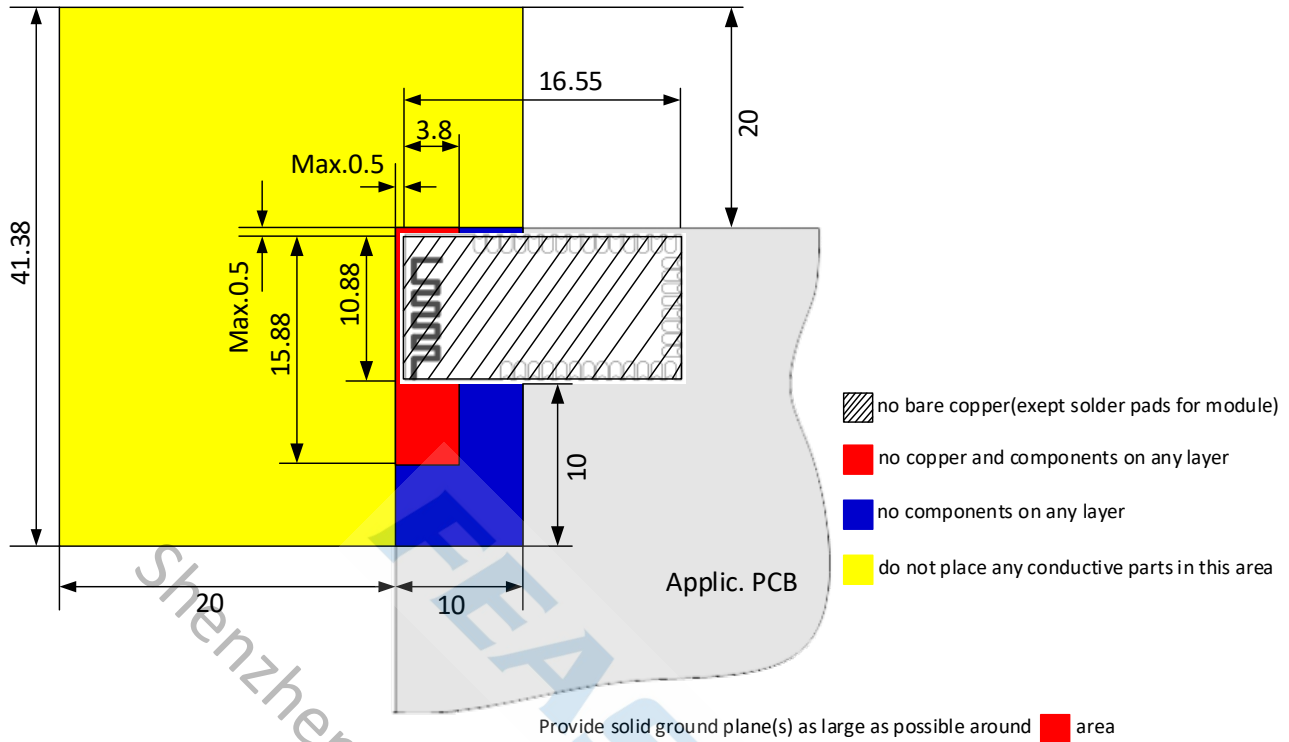 16.55
3.8
20
Max.0.5
41.38
Max.0.5
15.88
10.88
10
no bare copper(exept solder pads for module)
no copper and components on any layer
no components on any layer
do not place any conductive parts in this area
Applic. PCB
20
10
Shenzhen
FEAS
Provide solid ground plane(s) as large as possible around area